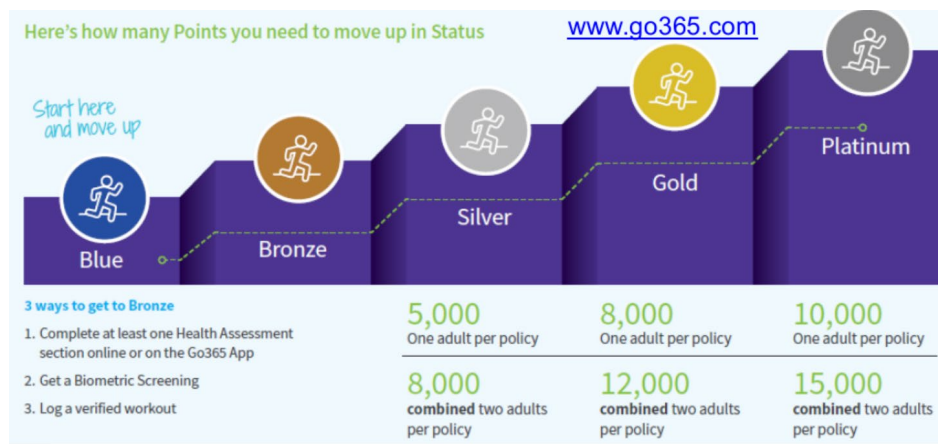 Here's how many Points you need to move up in Status
www.go365.com
Start here
and move up
Blue
Bronze
Silver
Gold
Platinum
3 ways to get to Bronze
1. Complete at least one Health Assessment
section online or on the Go365 App
2. Get a Biometric Screening
3. Log a verified workout
5,000
One adult per policy
8,000
One adult per policy
10,000
One adult per policy
8,000
combined two adults
per policy
12,000
combined two adults
per policy
15,000
combined two adults
per policy